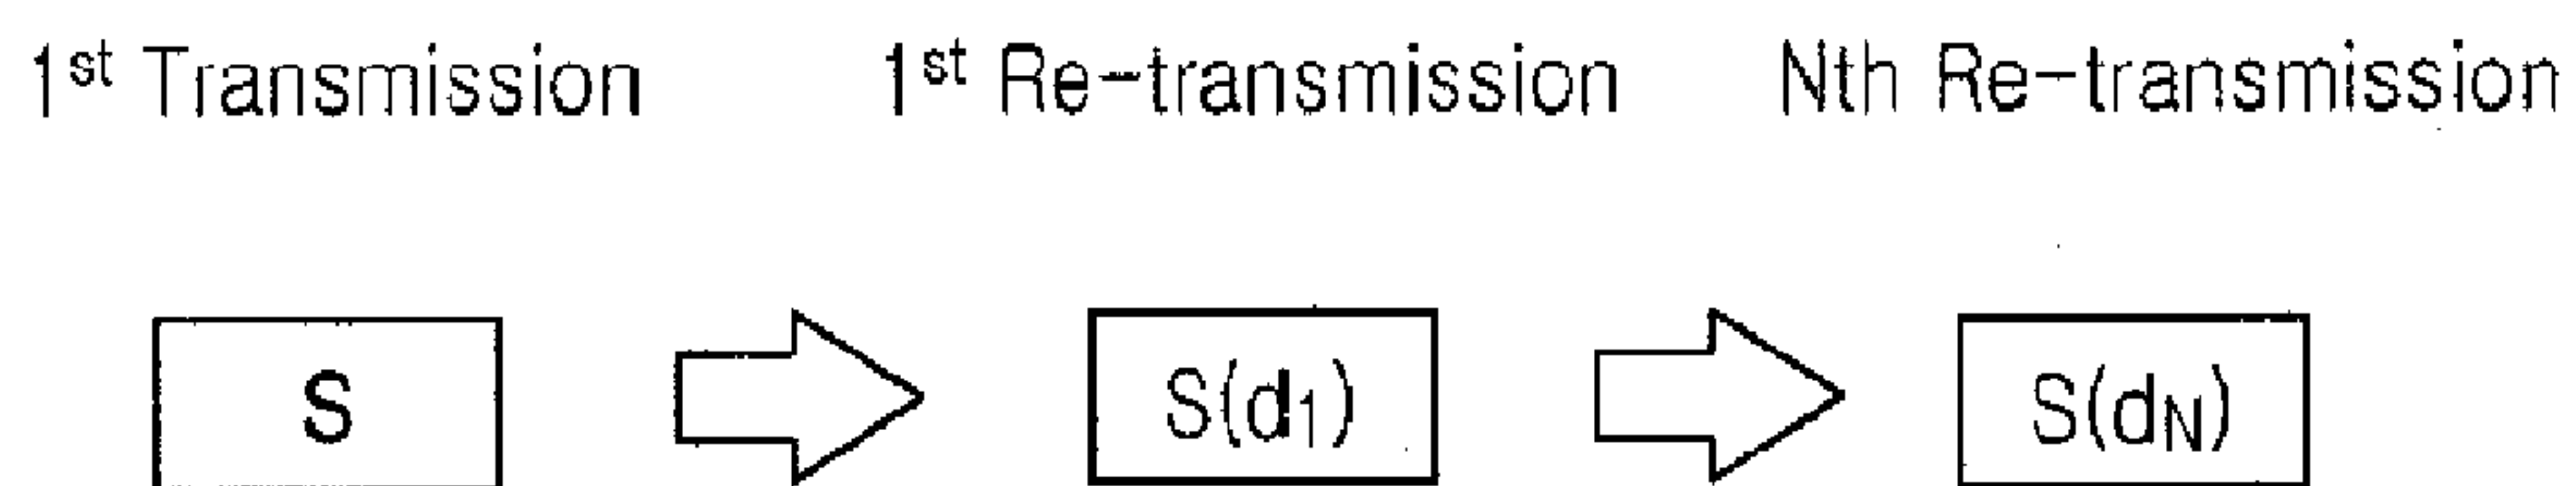 1st Transmission 1st Re-transmission Nth Re-transmission
S S(d1) S(dN)